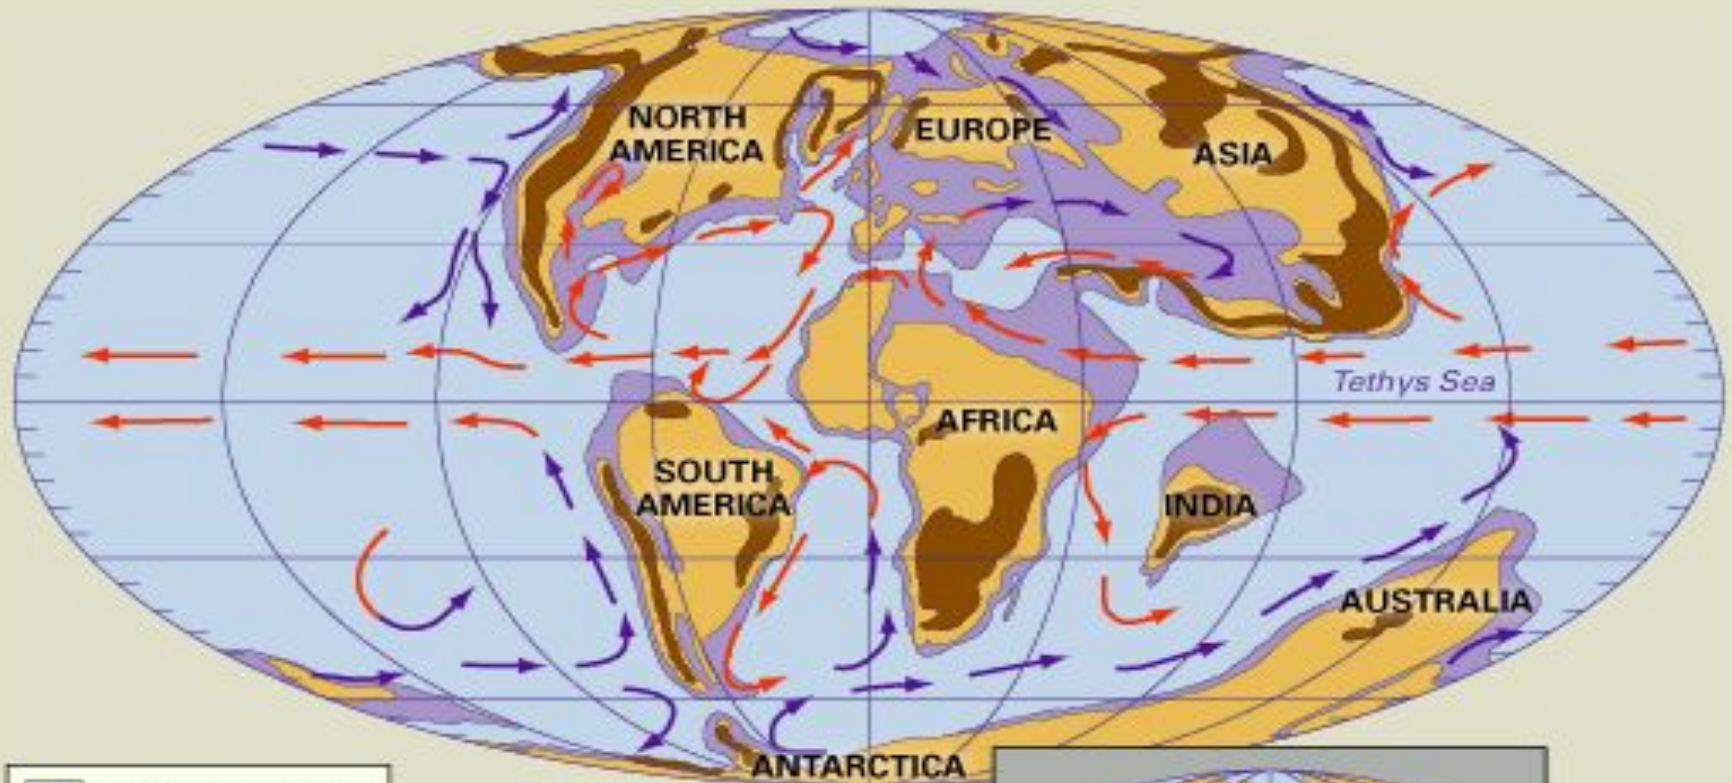 NORTH
AMERICA
EUROPE
ASIA
Tethys Sea
AFRICA
SOUTH
AMERICA
INDIA
AUSTRALIA
ANTARCTICA